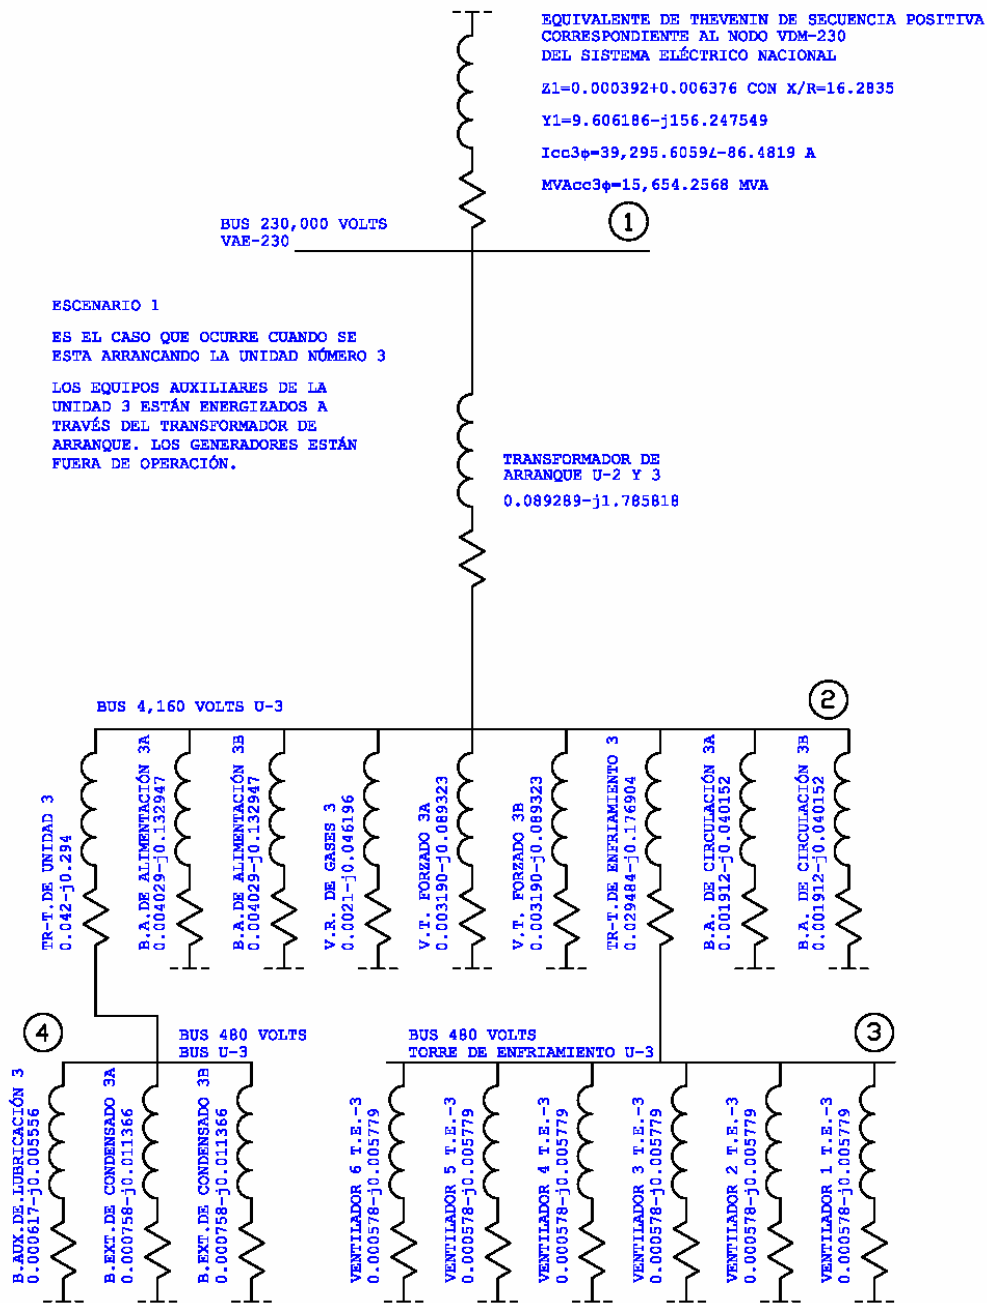 EQUIVALENTE DE THEVENIN DE SECUENCIA POSITIVA
CORRESPONDIENTE AL NODO VDM-230
DEL SISTEMA ELÉCTRICO NACIONAL
Z1=0.000392+0.006376 CON X/R=16.2835
Y1=9.606186-j156.247549
Icc3ϕ=39,295.6059∠-86.4819 A
MVAcc3ϕ=15,654.2568 MVA
BUS 230,000 VOLTS
VAE-230
1
ESCENARIO 1
ES EL CASO QUE OCURRE CUANDO SE
ESTA ARRANCANDO LA UNIDAD NÚMERO 3
LOS EQUIPOS AUXILIARES DE LA
UNIDAD 3 ESTÁN ENERGIZADOS A
TRAVÉS DEL TRANSFORMADOR DE
ARRANQUE. LOS GENERADORES ESTÁN
FUERA DE OPERACIÓN.
TRANSFORMADOR DE
ARRANQUE U-2 Y 3
0.089289-j1.785818
BUS 4,160 VOLTS U-3
2
TR-T.DE UNIDAD 3
0.042-j0.294
B.A.DE ALIMENTACIÓN 3A
0.004029-j0.132947
B.A.DE ALIMENTACIÓN 3B
0.004029-j0.132947
V.R. DE GASES 3
0.0021-j0.046196
V.T. FORZADO 3A
0.003190-j0.089323
V.T. FORZADO 3B
0.003190-j0.089323
TR-T.DE ENFRIAMIENTO 3
0.029484-j0.176904
B.A. DE CIRCULACIÓN 3A
0.001912-j0.040152
B.A. DE CIRCULACIÓN 3B
0.001912-j0.040152
4
BUS 480 VOLTS
BUS U-3
BUS 480 VOLTS
TORRE DE ENFRIAMIENTO U-3
3
B.AUX.DE.LUBRICACIÓN 3
0.000617-j0.005556
B.EXT.DE CONDENSADO 3A
0.000758-j0.011366
B.EXT.DE CONDENSADO 3B
0.000758-j0.011366
VENTILADOR 6 T.E.-3
0.000578-j0.005779
VENTILADOR 5 T.E.-3
0.000578-j0.005779
VENTILADOR 4 T.E.-3
0.000578-j0.005779
VENTILADOR 3 T.E.-3
0.000578-j0.005779
VENTILADOR 2 T.E.-3
0.000578-j0.005779
VENTILADOR 1 T.E.-3
0.000578-j0.005779